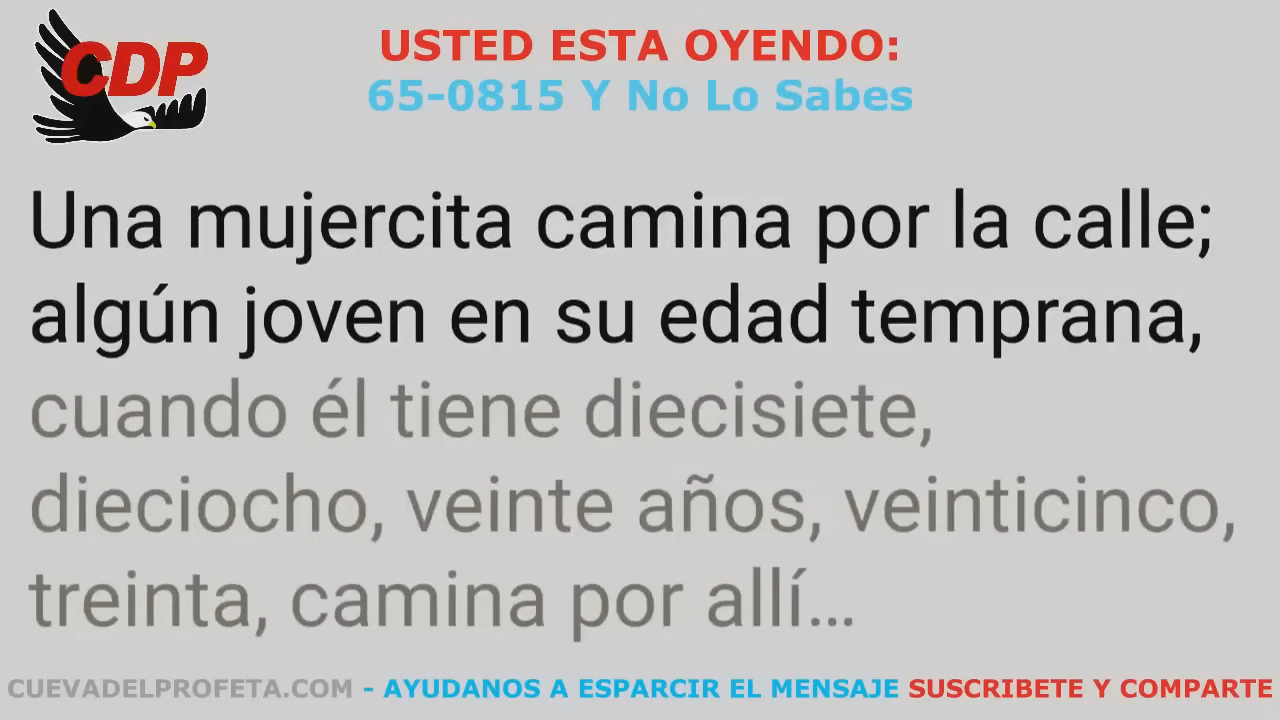 CDP
USTED ESTA OYENDO:
65-0815 Y No Lo Sabes
Una mujercita camina por la calle;
algún joven en su edad temprana,
cuando él tiene diecisiete,
dieciocho, veinte años, veinticinco,
treinta, camina por allí...
CUEVADELPROFETA.COM - AYUDANOS A ESPARCIR EL MENSAJE SUSCRIBETE Y COMPARTE